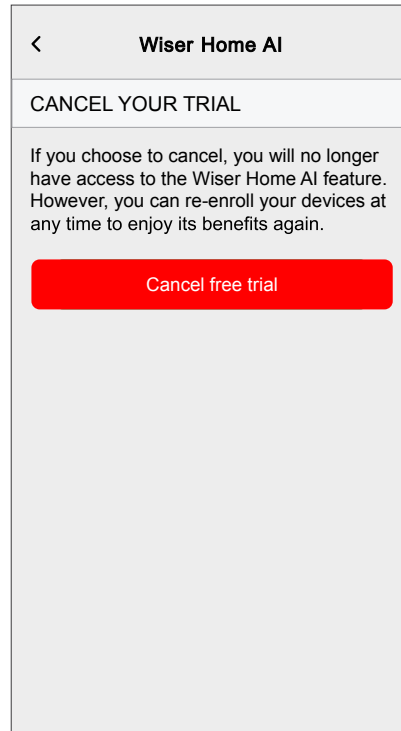 Wiser Home AI
CANCEL YOUR TRIAL
If you choose to cancel, you will no longer
have access to the Wiser Home AI feature.
However, you can re-enroll your devices at
any time to enjoy its benefits again.
Cancel free trial